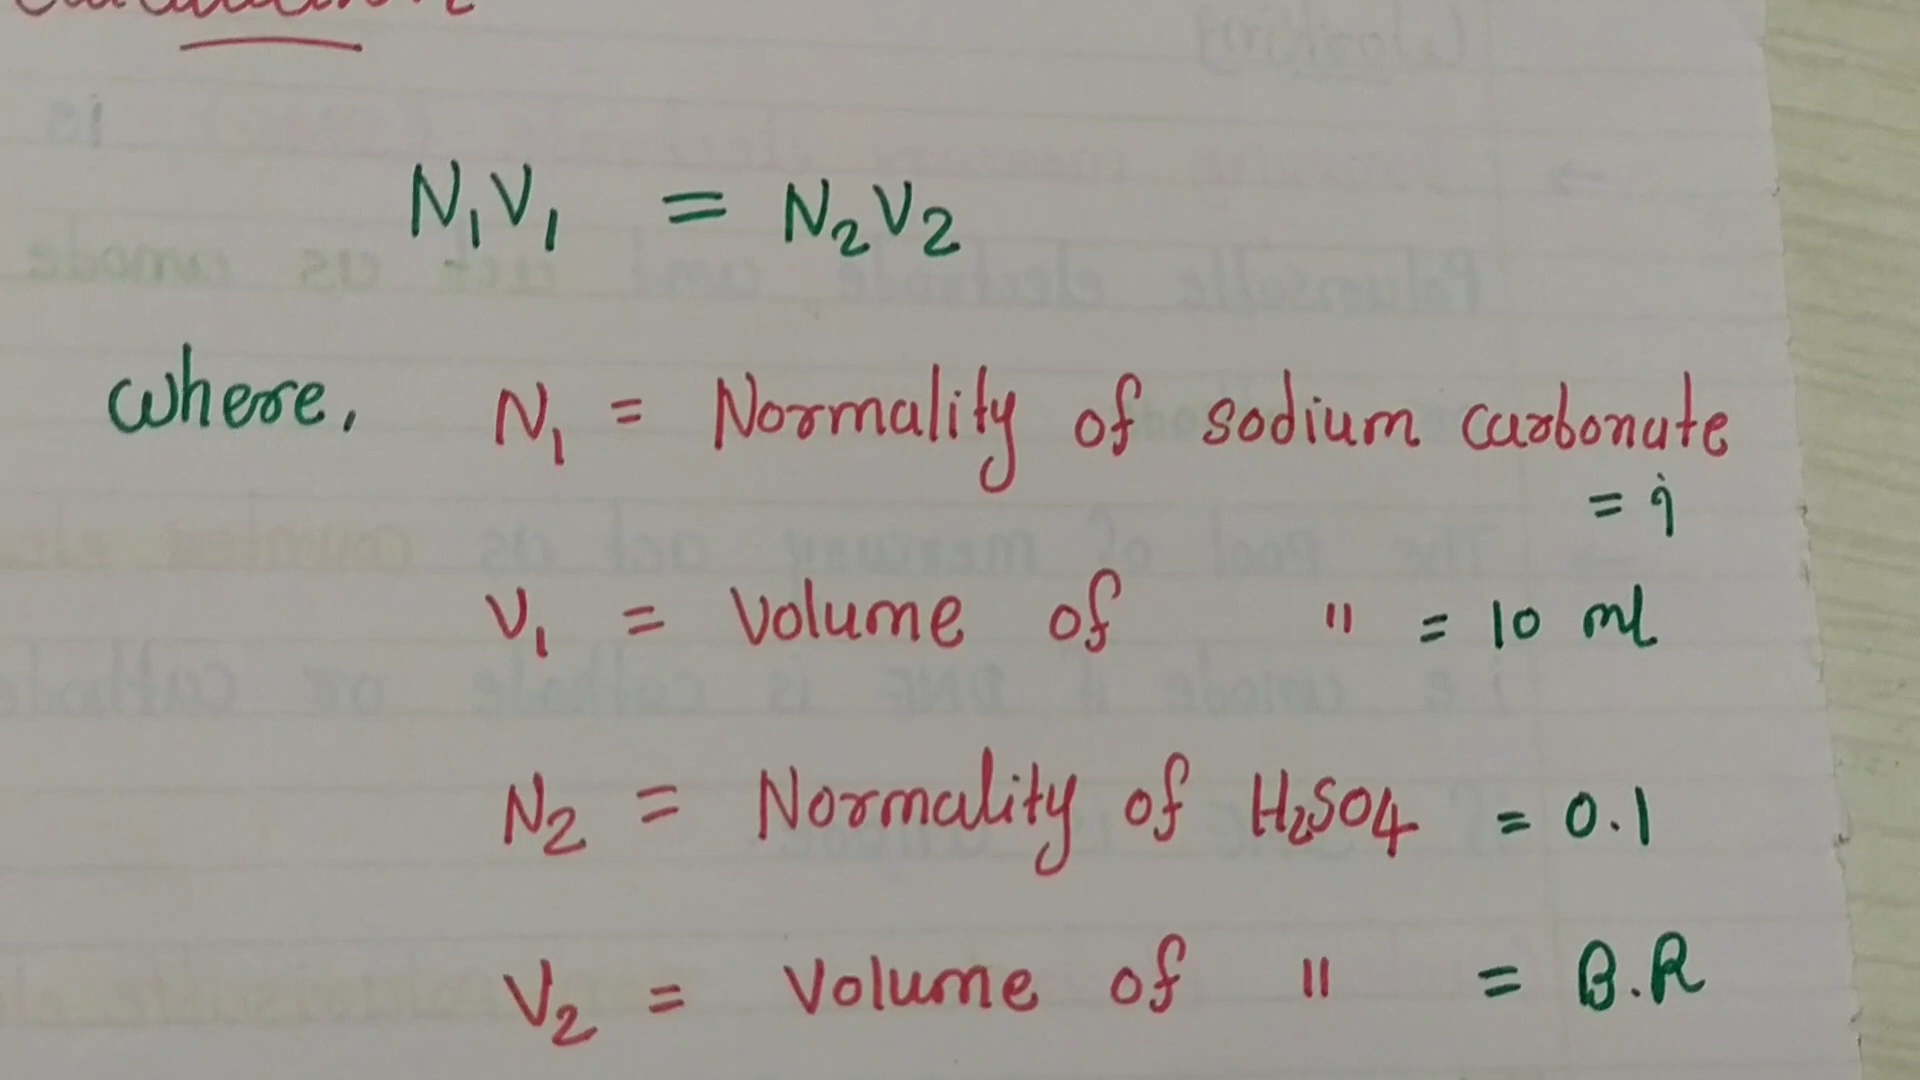 N₁V₁ = N₂V₂
where, N₁ = Normality of sodium carbonate
= ?
V₁ = Volume of " = 10 ml
N₂ = Normality of H₂SO₄ = 0.1
V₂ = Volume of " = B.R